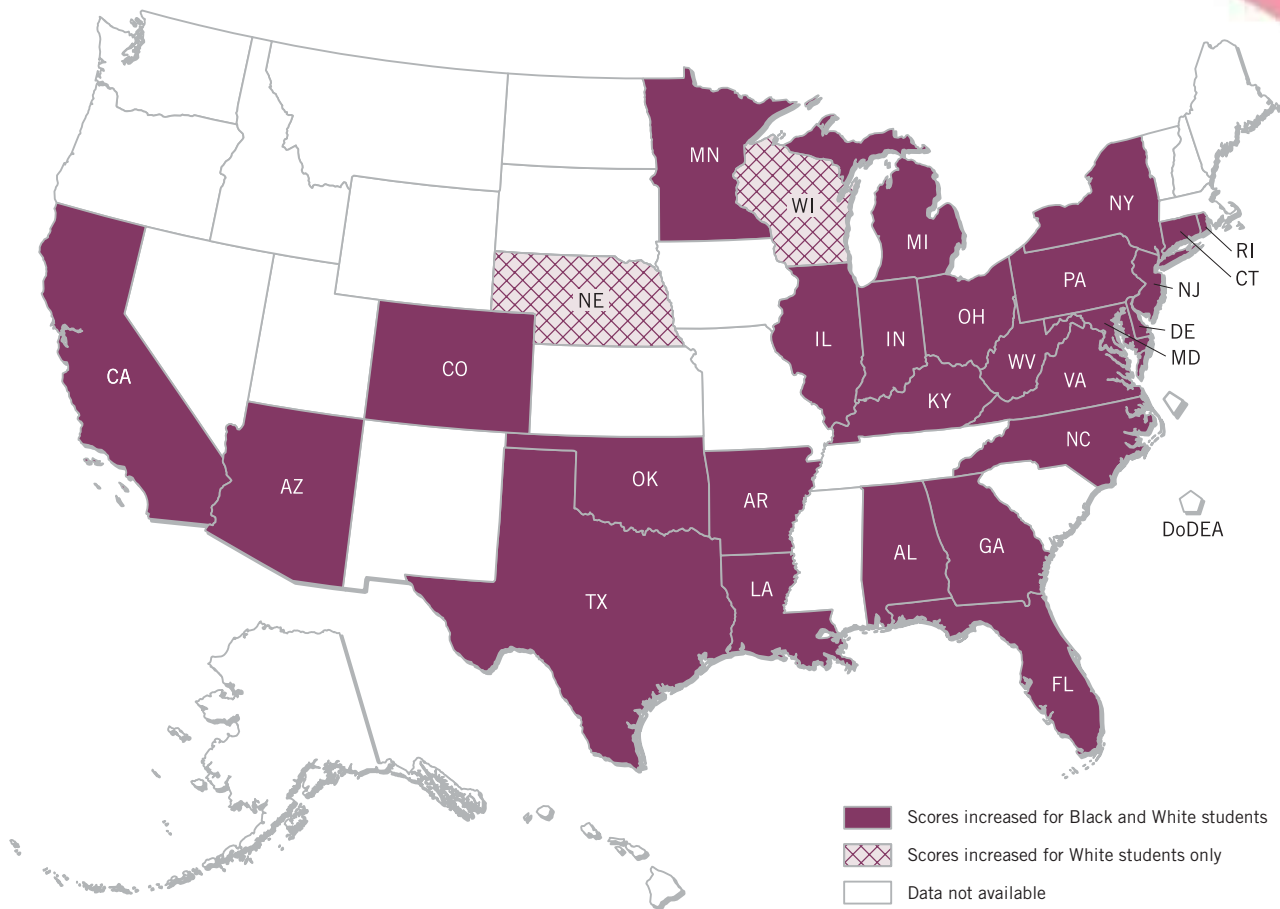 MN
WI
NY
MI
RI
CT
NE
PA
NJ
OH
DE
IL
IN
MD
CO
WV
CA
VA
KY
NC
AZ
OK
AR
DoDEA
GA
AL
LA
TX
FL
Scores increased for Black and White students
Scores increased for White students only
Data not available